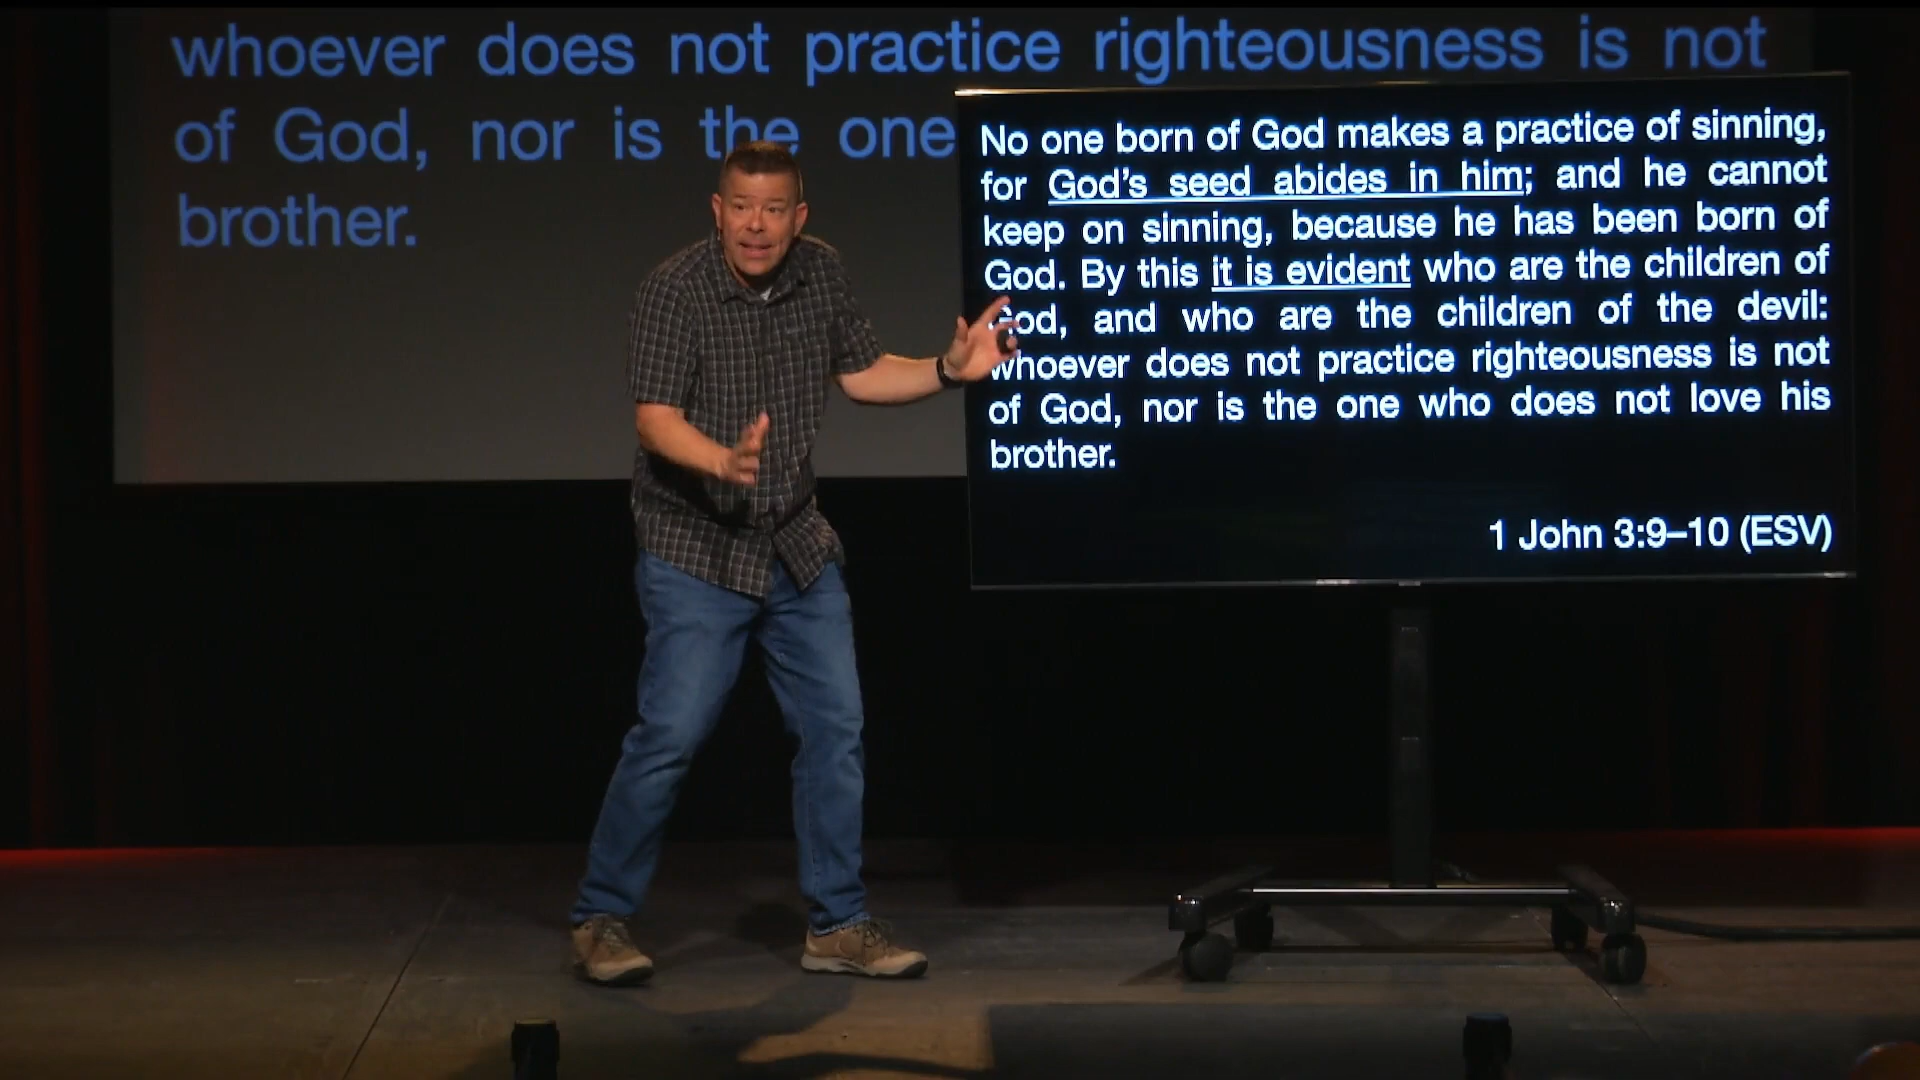 whoever does not practice righteousness is not
of God, nor is the one
brother.
No one born of God makes a practice of sinning,
for God's seed abides in him; and he cannot
keep on sinning, because he has been born of
God. By this it is evident who are the children of
God, and who are the children of the devil:
whoever does not practice righteousness is not
of God, nor is the one who does not love his
brother.
1 John 3:9–10 (ESV)